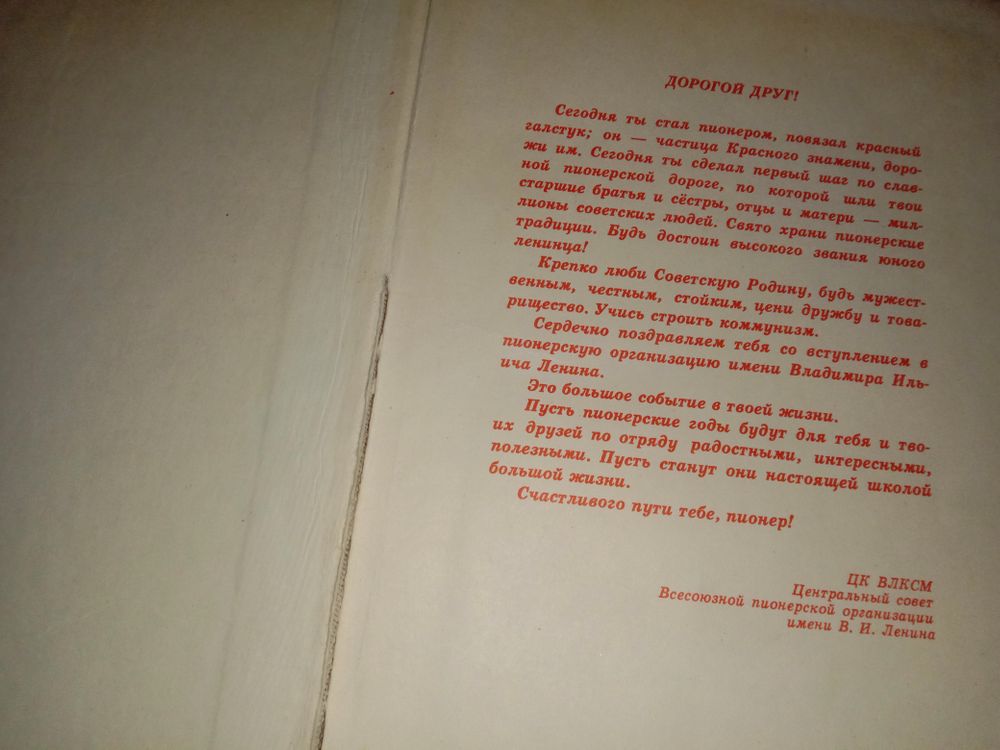 ДОРОГОЙ ДРУГ!
Сегодня ты стал пионером, повязал красный
галстук; он — частица Красного знамени, доро-
жи им. Сегодня ты сделал первый шаг по слав-
ной пионерской дороге, по которой шли твои
старшие братья и сёстры, отцы и матери — мил-
лионы советских людей. Свято храни пионерские
традиции. Будь достоин высокого звания юного
ленинца!
Крепко люби Советскую Родину, будь мужест-
венным, честным, стойким, цени дружбу и това-
рищество. Учись строить коммунизм.
Сердечно поздравляем тебя со вступлением в
пионерскую организацию имени Владимира Иль-
ича Ленина.
Это большое событие в твоей жизни.
Пусть пионерские годы будут для тебя и тво-
их друзей по отряду радостными, интересными,
полезными. Пусть станут они настоящей школой
большой жизни.
Счастливого пути тебе, пионер!
ЦК ВЛКСМ
Центральный совет
Всесоюзной пионерской организации
имени В. И. Ленина